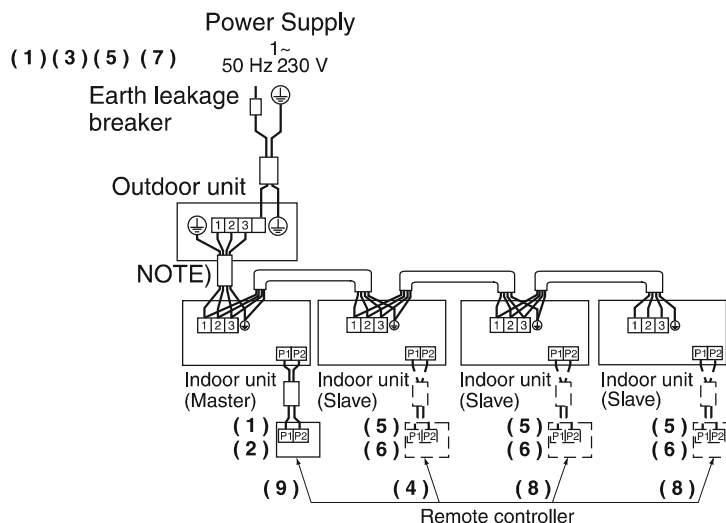 Power Supply
(1)(3)(5) (7)
1~
50 Hz 230 V
Earth leakage
breaker
Outdoor unit
1 2 3
NOTE)
1 2 3
1 2 3
1 2 3
1 2 3
P1 P2
P1 P2
P1 P2
P1 P2
Indoor unit
(Master)
Indoor unit
(Slave)
Indoor unit
(Slave)
Indoor unit
(Slave)
(1)
(2)
P1 P2
(5)
(6)
P1 P2
(5)
(6)
P1 P2
(5)
(6)
P1 P2
(9)
(4)
(8)
(8)
Remote controller